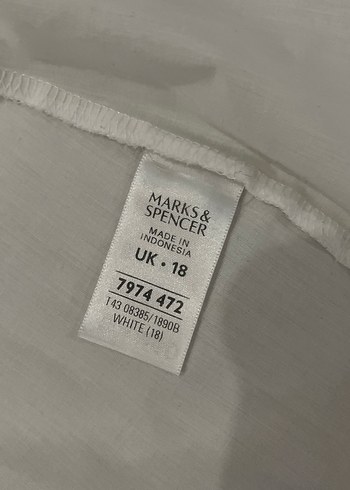 MARKS &
SPENCER
MADE IN
INDONESIA
UK • 18
7974 472
T43 08385/1890B
WHITE (18)